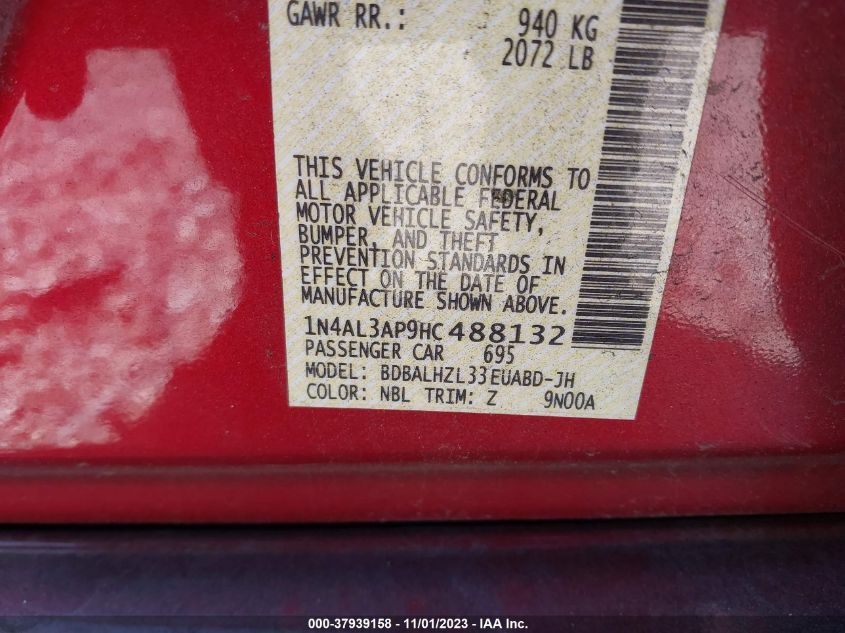 GAWR RR.: 940 KG
2072 LB
THIS VEHICLE CONFORMS TO
ALL APPLICABLE FEDERAL
MOTOR VEHICLE SAFETY,
BUMPER, AND THEFT
PREVENTION STANDARDS IN
EFFECT ON THE DATE OF
MANUFACTURE SHOWN ABOVE.
1N4AL3AP9HC488132
PASSENGER CAR 695
MODEL: BDBALHZL33EUABD-JH
COLOR: NBL TRIM: Z 9N00A
000-37939158 - 11/01/2023 - IAA Inc.